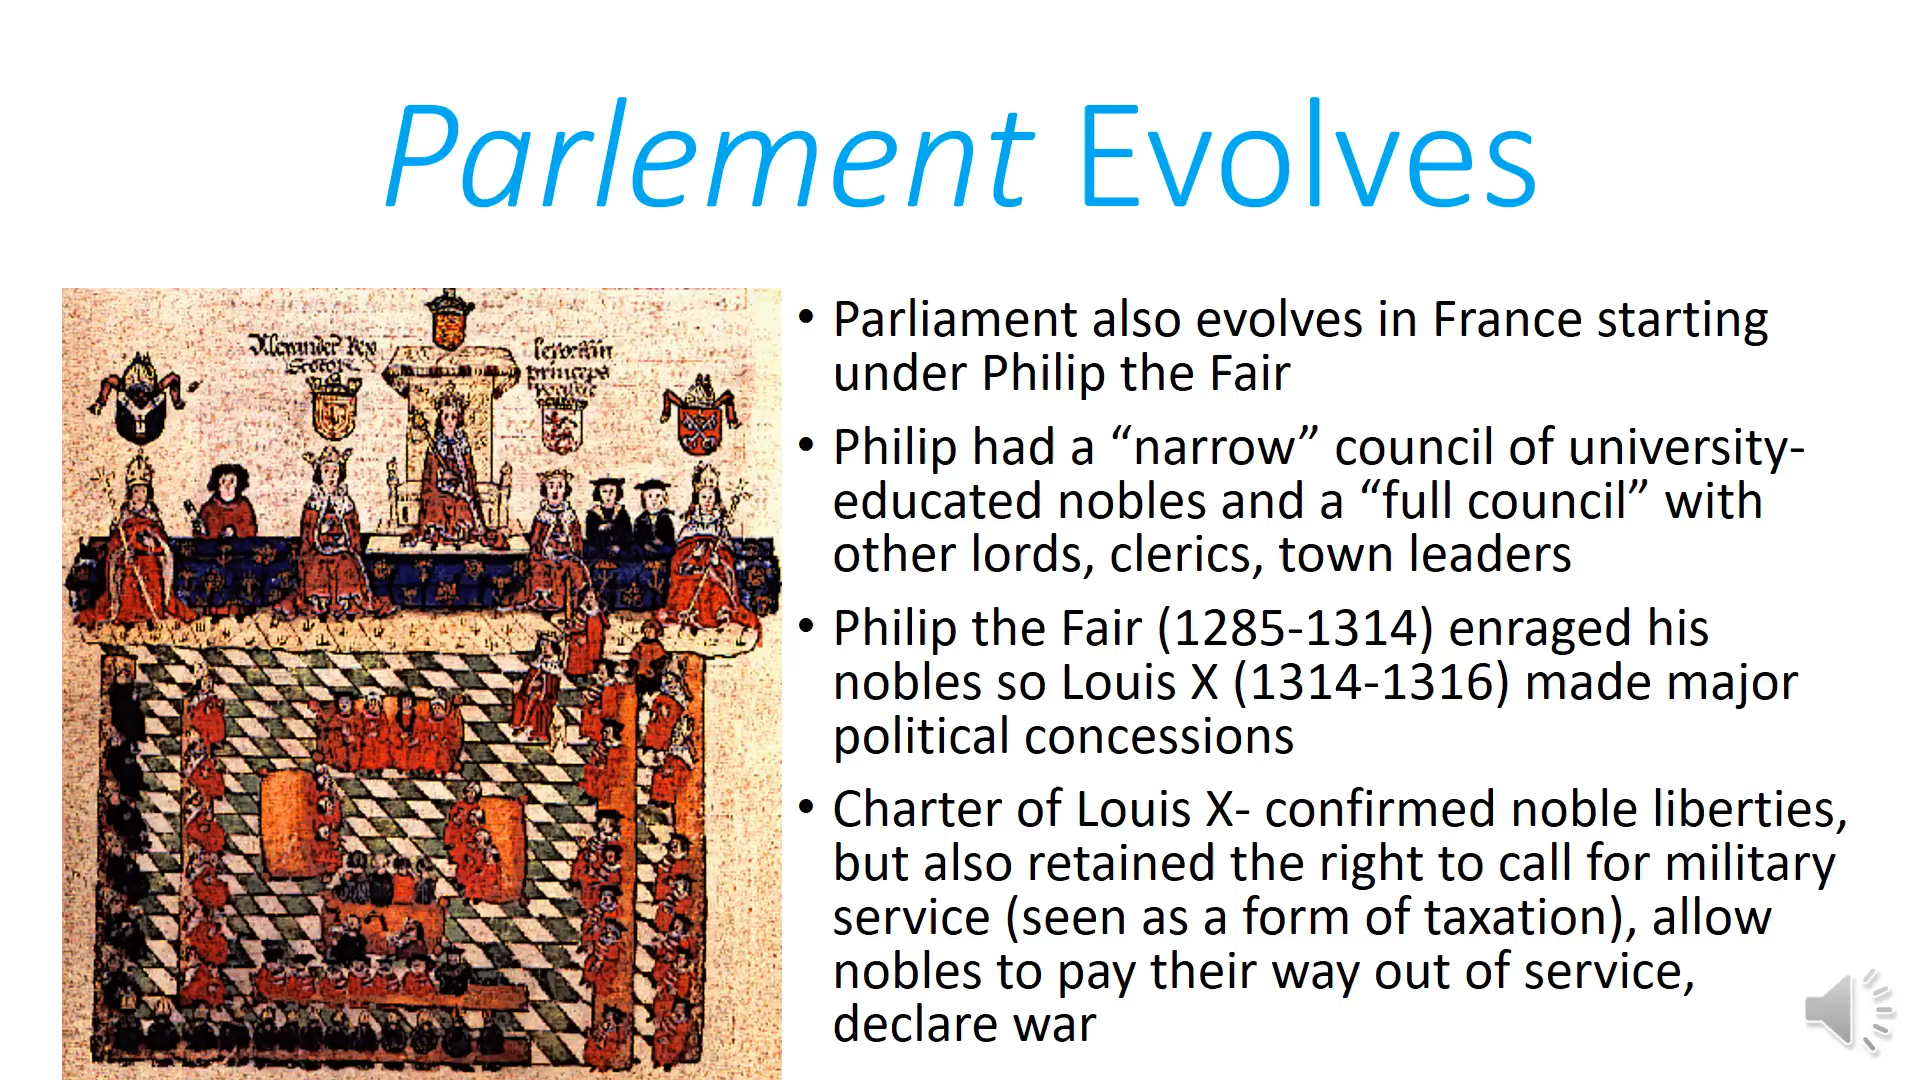 Parlement Evolves
Alexander Rex
princeps
• Parliament also evolves in France starting
under Philip the Fair
• Philip had a “narrow” council of university-
educated nobles and a “full council” with
other lords, clerics, town leaders
• Philip the Fair (1285-1314) enraged his
nobles so Louis X (1314-1316) made major
political concessions
• Charter of Louis X- confirmed noble liberties,
but also retained the right to call for military
service (seen as a form of taxation), allow
nobles to pay their way out of service,
declare war